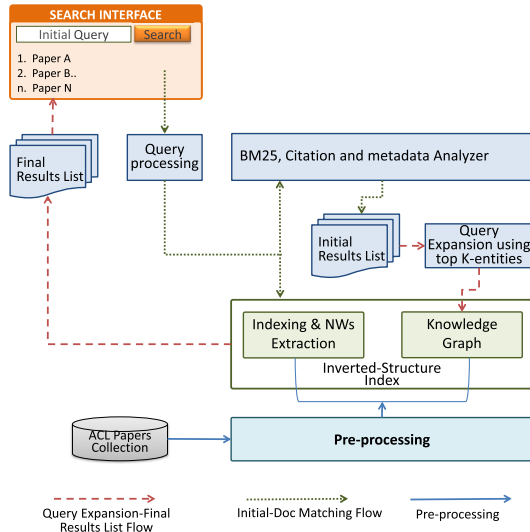 SEARCH INTERFACE
Initial Query
Search
1. Paper A
2. Paper B..
n. Paper N
Final
Results List
Query
processing
BM25, Citation and metadata Analyzer
Initial
Results List
Query
Expansion using
top K-entities
Indexing & NWs
Extraction
Knowledge
Graph
Inverted-Structure
Index
ACL Papers
Collection
Pre-processing
Query Expansion-Final
Results List Flow
Initial-Doc Matching Flow
Pre-processing